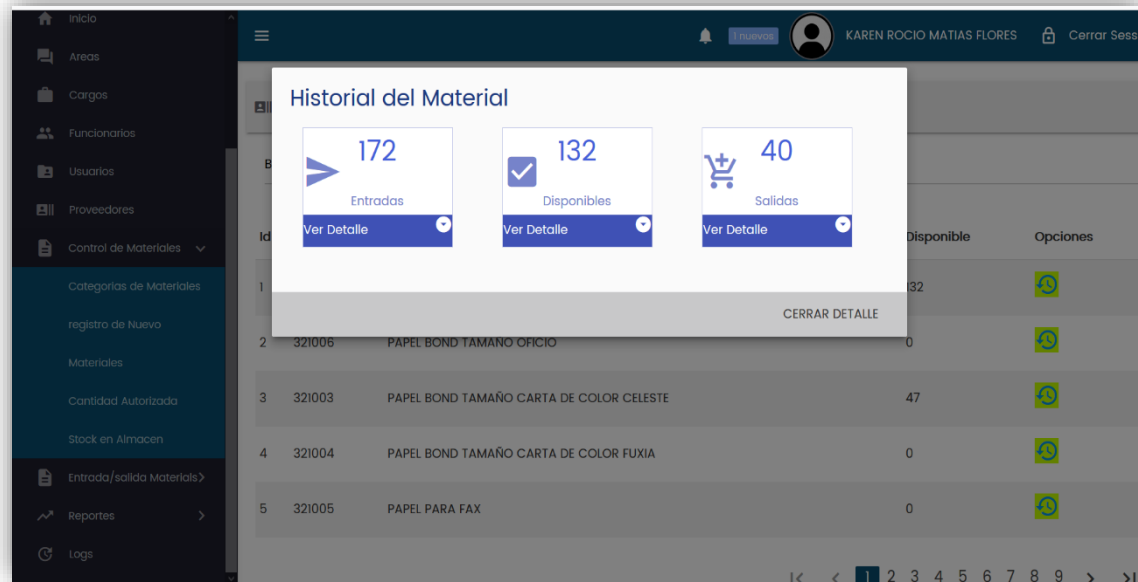 Inicio
Areas
Cargos
Funcionarios
Usuarios
Proveedores
Control de Materiales
Categorias de Materiales
registro de Nuevo
Materiales
Cantidad Autorizada
Stock en Almacen
Entrada/salida Materials
Reportes
Logs
1 nuevos
KAREN ROCIO MATIAS FLORES
Cerrar Sess
Historial del Material
172
Entradas
Ver Detalle
132
Disponibles
Ver Detalle
40
Salidas
Ver Detalle
CERRAR DETALLE
B
Id Disponible Opciones
1 132
2 321006 PAPEL BOND TAMAÑO OFICIO 0
3 321003 PAPEL BOND TAMAÑO CARTA DE COLOR CELESTE 47
4 321004 PAPEL BOND TAMAÑO CARTA DE COLOR FUXIA 0
5 321005 PAPEL PARA FAX 0
1 2 3 4 5 6 7 8 9